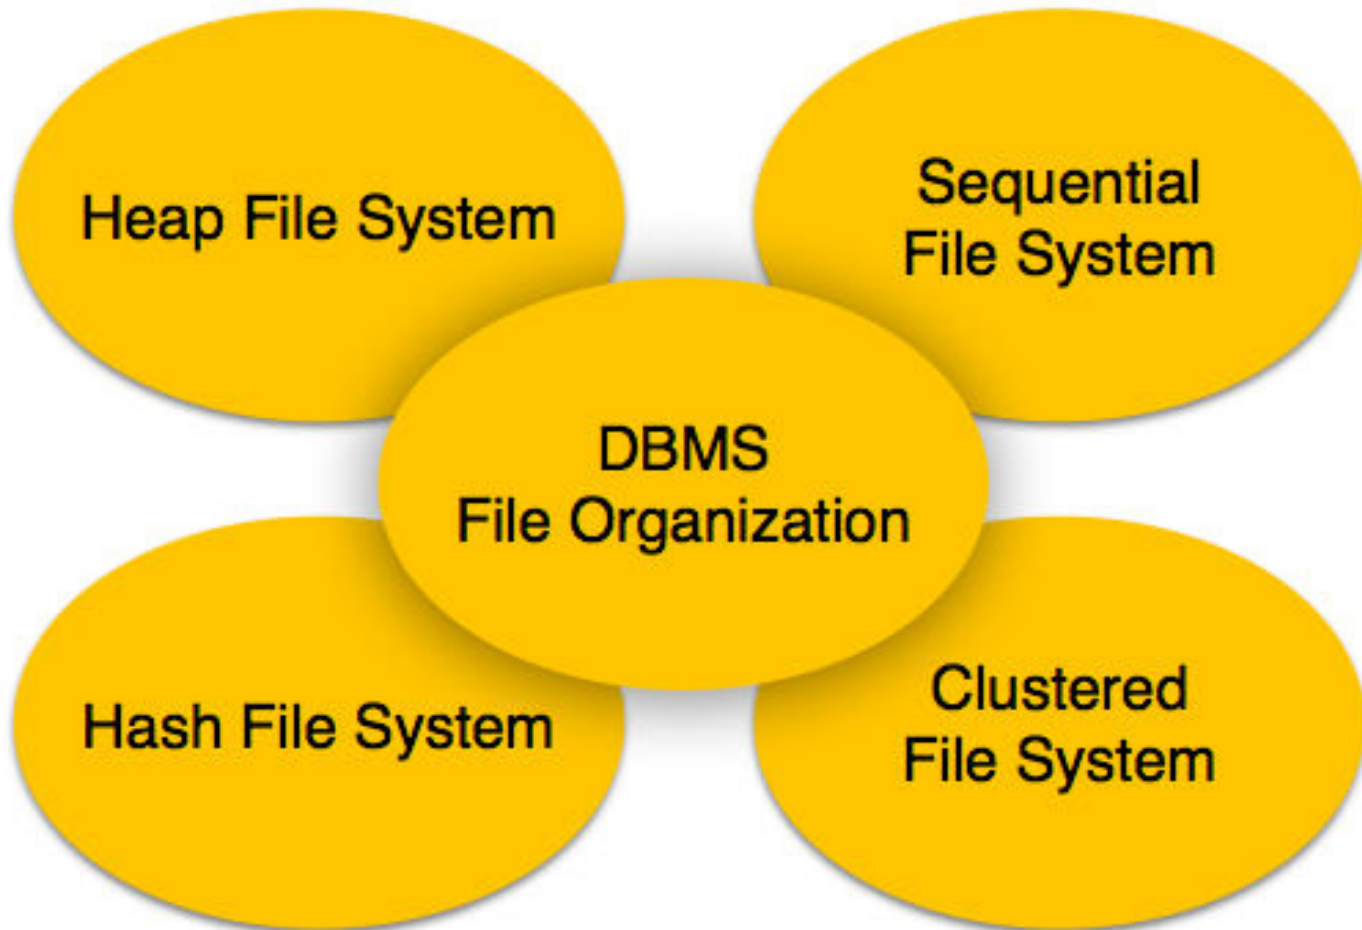 Heap File System
Sequential
File System
DBMS
File Organization
Hash File System
Clustered
File System